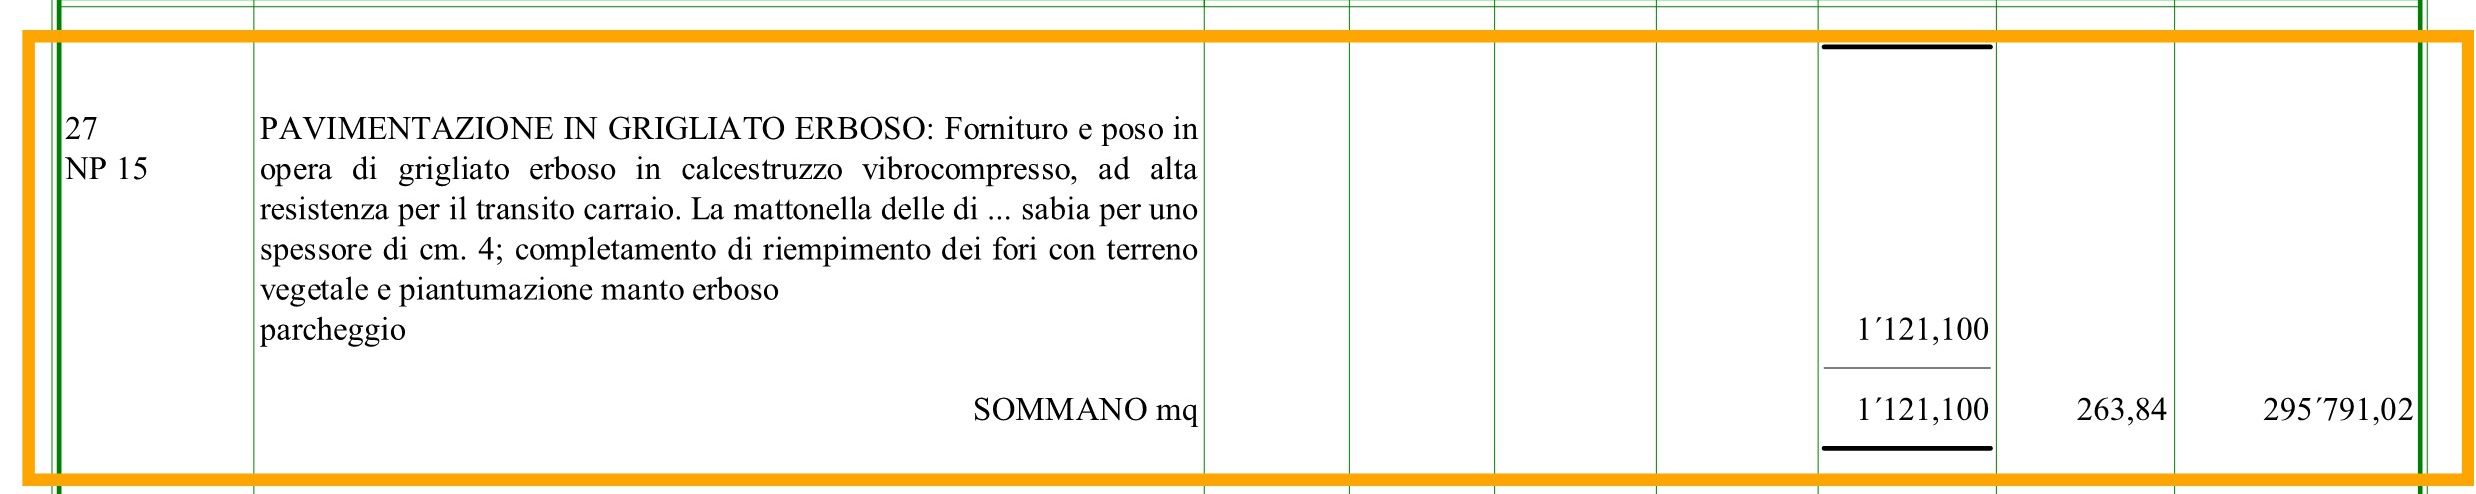 27
NP 15
PAVIMENTAZIONE IN GRIGLIATO ERBOSO: Fornituro e poso in
opera di grigliato erboso in calcestruzzo vibrocompresso, ad alta
resistenza per il transito carraio. La mattonella delle di ... sabia per uno
spessore di cm. 4; completamento di riempimento dei fori con terreno
vegetale e piantumazione manto erboso
parcheggio 1´121,100
SOMMANO mq 1´121,100 263,84 295´791,02